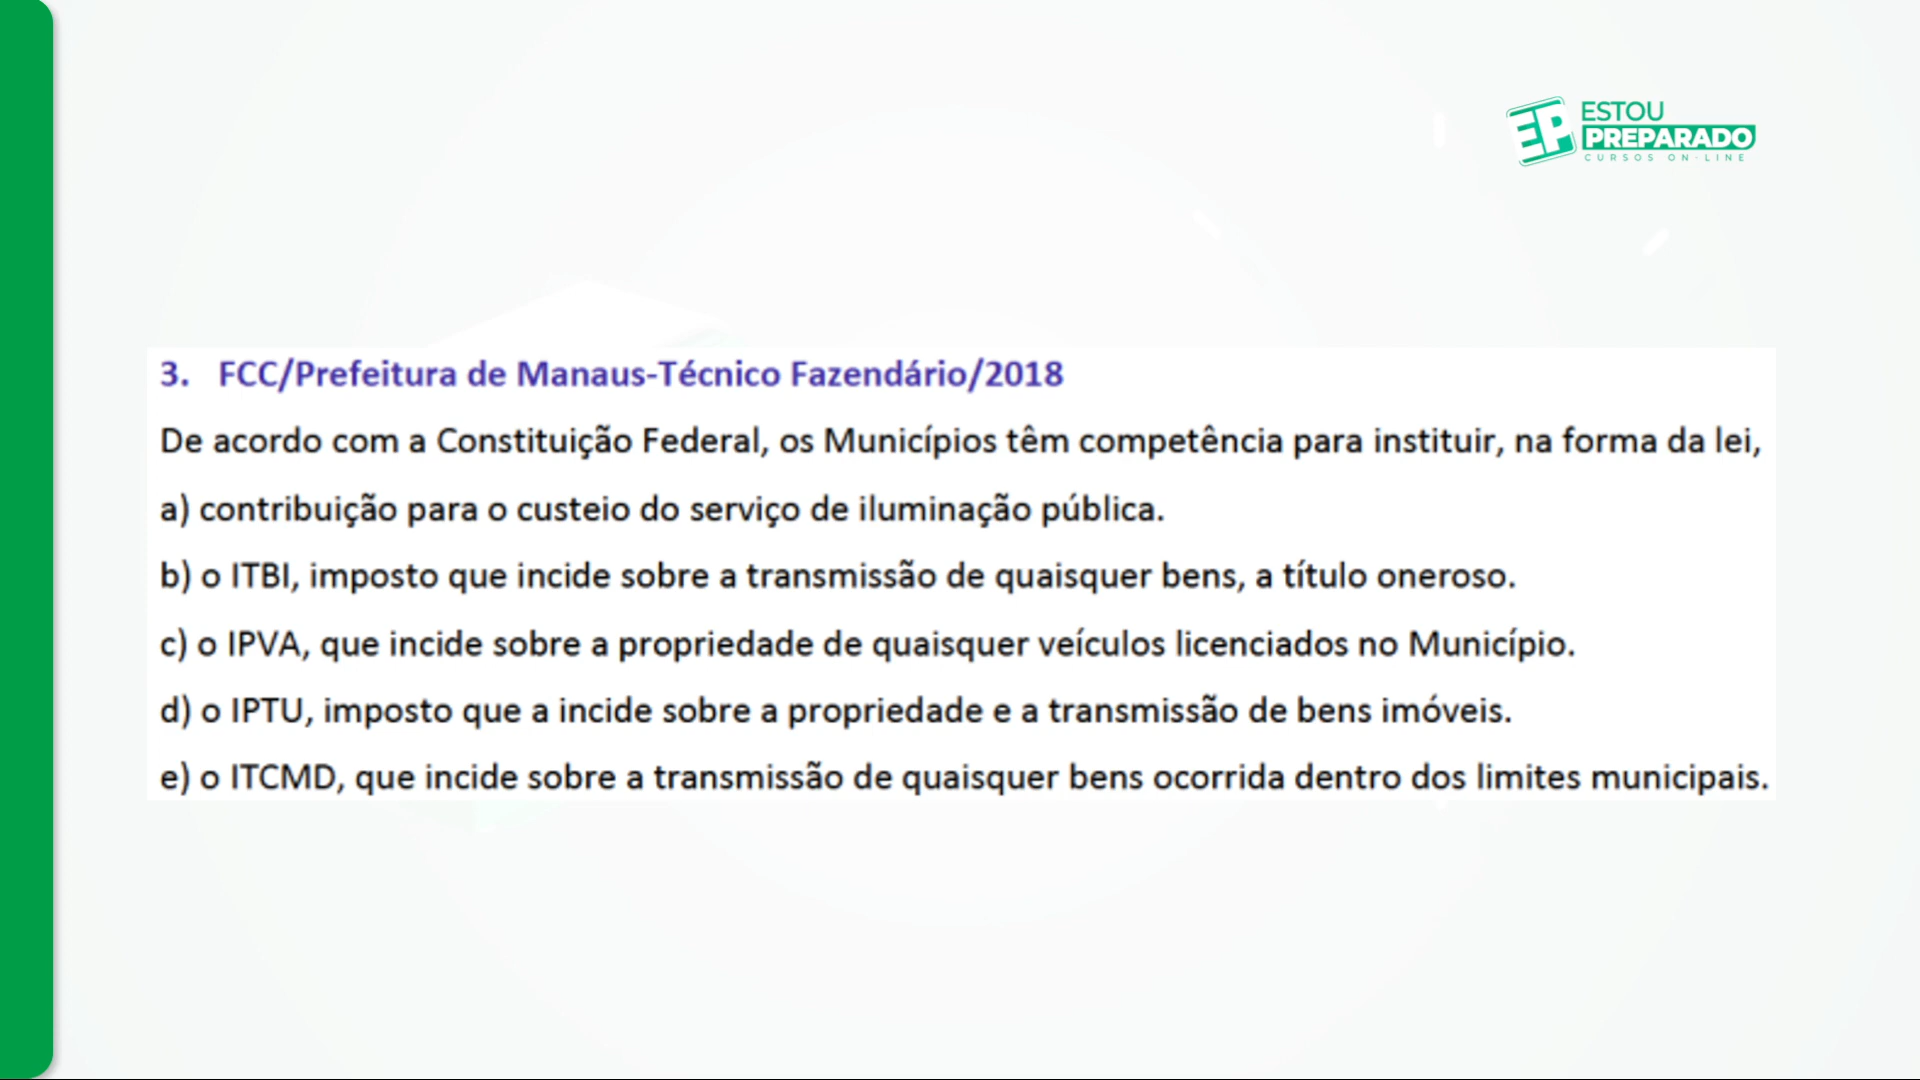 ESTOU
EP PREPARADO
CURSOS ON-LINE
3. FCC/Prefeitura de Manaus-Técnico Fazendário/2018
De acordo com a Constituição Federal, os Municípios têm competência para instituir, na forma da lei,
a) contribuição para o custeio do serviço de iluminação pública.
b) o ITBI, imposto que incide sobre a transmissão de quaisquer bens, a título oneroso.
c) o IPVA, que incide sobre a propriedade de quaisquer veículos licenciados no Município.
d) o IPTU, imposto que a incide sobre a propriedade e a transmissão de bens imóveis.
e) o ITCMD, que incide sobre a transmissão de quaisquer bens ocorrida dentro dos limites municipais.